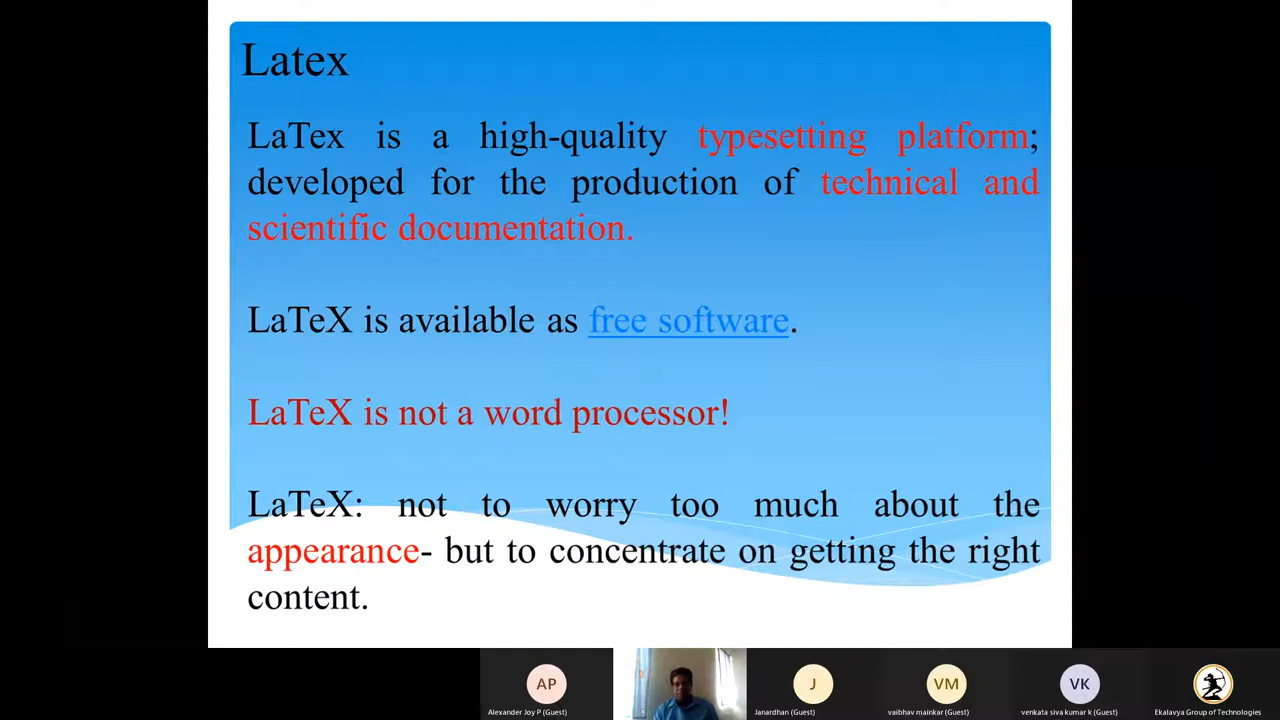 Latex
LaTex is a high-quality typesetting platform;
developed for the production of technical and
scientific documentation.
LaTeX is available as free software.
LaTeX is not a word processor!
LaTeX: not to worry too much about the
appearance- but to concentrate on getting the right
content.
AP
J
VM
VK
Alexander Joy P (Guest)
Janardhan (Guest)
vaibhav mainkar (Guest)
venkata siva kumar k (Guest)
Ekalavya Group of Technologies